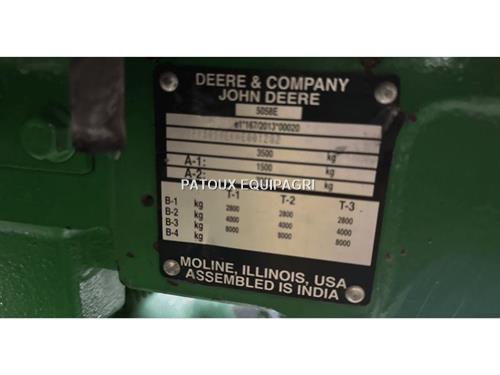 DEERE & COMPANY
JOHN DEERE
5058E
e1*167/2013*00020
3500 kg
A-1: 1500 kg
A-2: kg
PATOUX EQUIPAGRI
T-1 T-2 T-3
B-1 kg 2800 2800 2800
B-2 kg 4000 4000 4000
B-3 kg 8000 8000 8000
B-4 kg
MOLINE, ILLINOIS, USA
ASSEMBLED IS INDIA